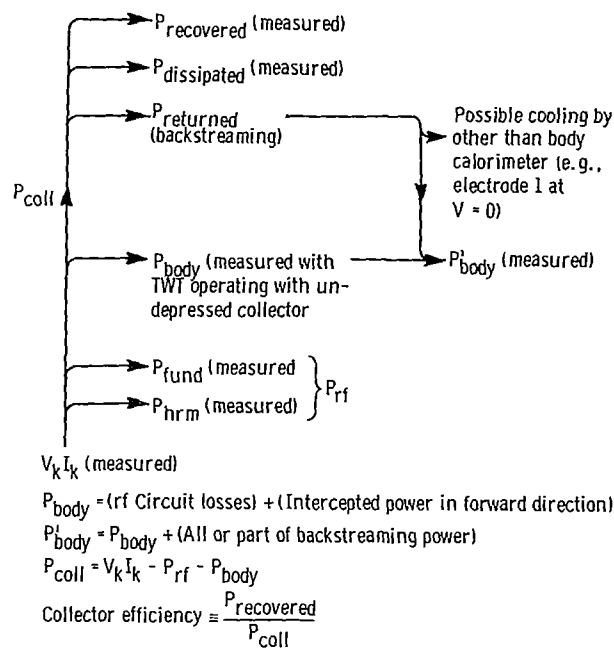 P_recovered (measured)
P_dissipated (measured)
P_returned
(backstreaming)
Possible cooling by
other than body
calorimeter (e.g.,
electrode 1 at
V = 0)
P_coll
P_body (measured with
TWT operating with un-
depressed collector
P'_body (measured)
P_fund (measured
P_hrm (measured)
} P_rf
V_k I_k (measured)
P_body = (rf Circuit losses) + (Intercepted power in forward direction)
P'_body = P_body + (All or part of backstreaming power)
P_coll = V_k I_k - P_rf - P_body
Collector efficiency ≡ P_recovered / P_coll